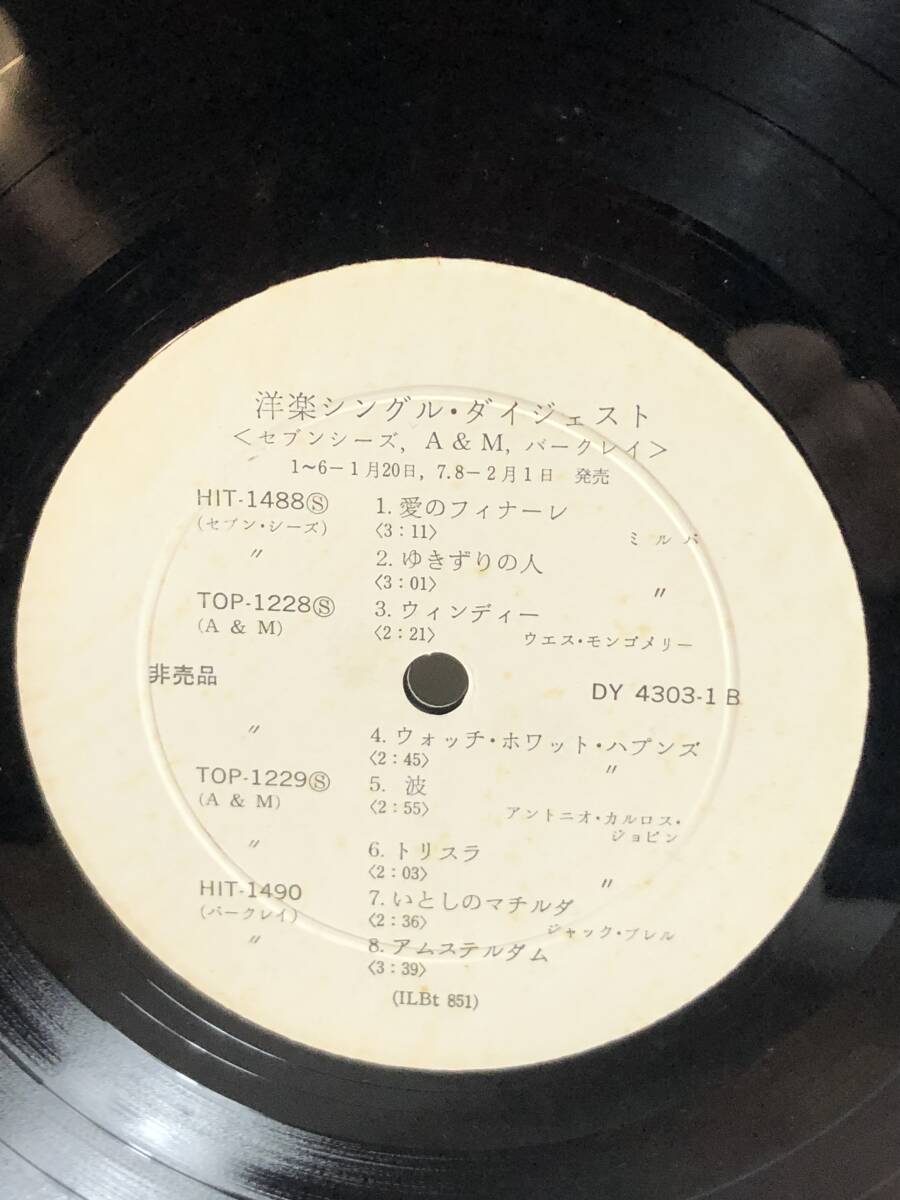 洋楽シングル・ダイジェスト
＜セブンシーズ, A & M, バークレイ＞
1~6－1月20日, 7.8－2月1日 発売
HIT-1488Ⓢ 1. 愛のフィナーレ
(セブン・シーズ) 〈3：11〉 ミルバ
〃 2. ゆきずりの人
〈3：01〉 〃
TOP-1228Ⓢ 3. ウィンディー
(A & M) 〈2：21〉 ウエス・モンゴメリー
非売品 DY 4303-1 B
〃 4. ウォッチ・ホワット・ハプンズ
〈2：45〉 〃
TOP-1229Ⓢ 5. 波
(A & M) 〈2：55〉 アントニオ・カルロス・
ジョビン
〃 6. トリスラ
〈2：03〉 〃
HIT-1490 7. いとしのマチルダ
(バークレイ) 〈2：36〉 ジャック・ブレル
〃 8. アムステルダム
〈3：39〉
(ILBt 851)